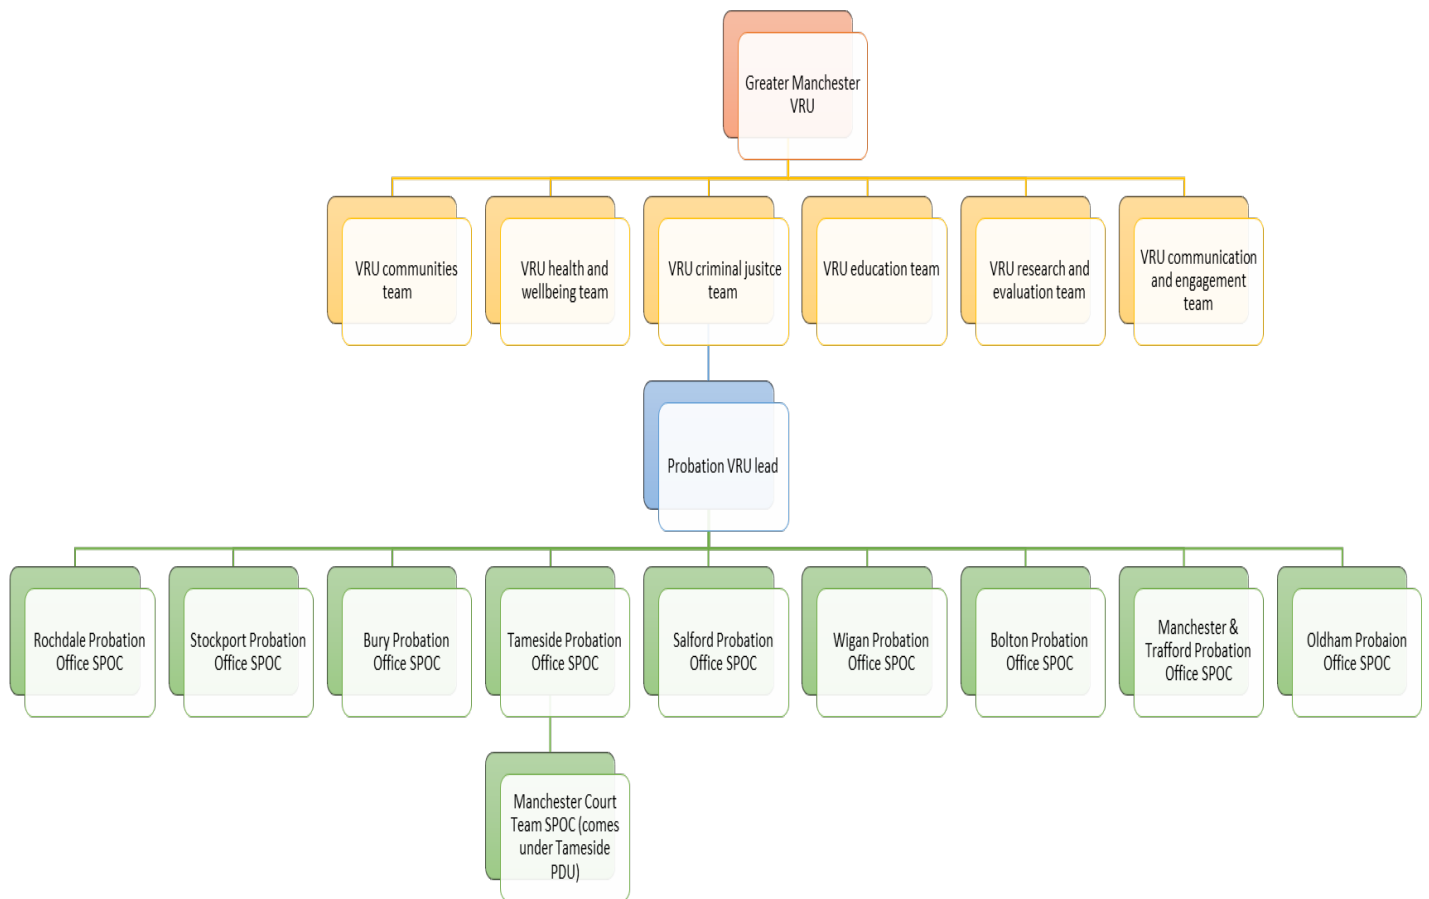 Greater Manchester
VRU
VRU communities
team
VRU health and
wellbeing team
VRU criminal jusitce
team
VRU education team
VRU research and
evaluation team
VRU communication
and engagement
team
Probation VRU lead
Rochdale Probation
Office SPOC
Stockport Probation
Office SPOC
Bury Probation
Office SPOC
Tameside Probation
Office SPOC
Salford Probation
Office SPOC
Wigan Probation
Office SPOC
Bolton Probation
Office SPOC
Manchester &
Trafford Probation
Office SPOC
Oldham Probaion
Office SPOC
Manchester Court
Team SPOC (comes
under Tameside
PDU)